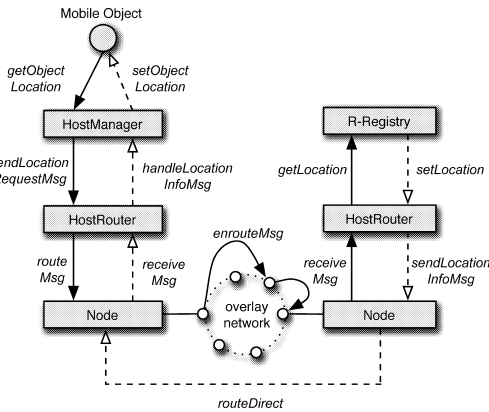 Mobile Object
getObject
Location
setObject
Location
HostManager
R-Registry
endLocation
RequestMsg
handleLocation
InfoMsg
getLocation
setLocation
HostRouter
HostRouter
enrouteMsg
route
Msg
receive
Msg
receive
Msg
sendLocation
InfoMsg
overlay
network
Node
Node
routeDirect